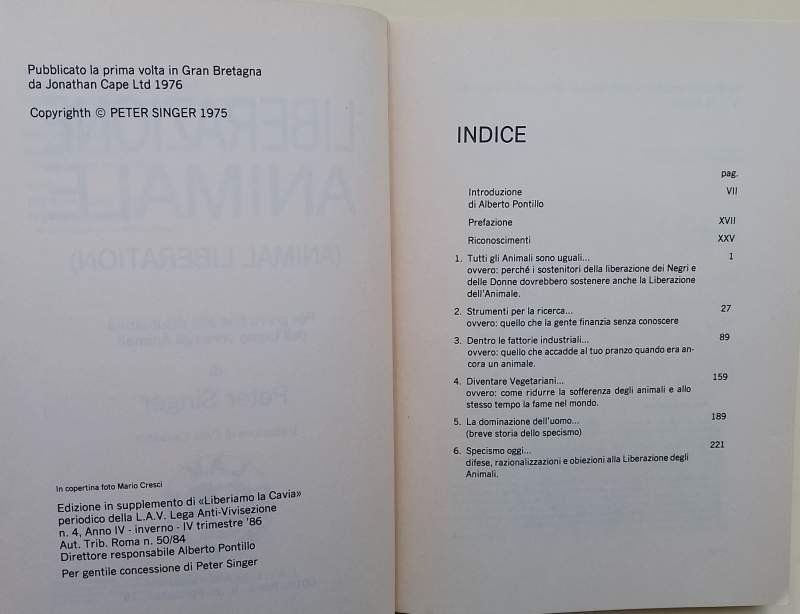 Pubblicato la prima volta in Gran Bretagna
da Jonathan Cape Ltd 1976
Copyrighth © PETER SINGER 1975
In copertina foto Mario Cresci
Edizione in supplemento di «Liberiamo la Cavia»
periodico della L.A.V. Lega Anti-Vivisezione
n. 4, Anno IV - inverno - IV trimestre '86
Aut. Trib. Roma n. 50/84
Direttore responsabile Alberto Pontillo
Per gentile concessione di Peter Singer
INDICE
pag.
Introduzione VII
di Alberto Pontillo
Prefazione XVII
Riconoscimenti XXV
1. Tutti gli Animali sono uguali... 1
ovvero: perché i sostenitori della liberazione dei Negri e
delle Donne dovrebbero sostenere anche la Liberazione
dell'Animale.
2. Strumenti per la ricerca... 27
ovvero: quello che la gente finanzia senza conoscere
3. Dentro le fattorie industriali... 89
ovvero: quello che accadde al tuo pranzo quando era an-
cora un animale.
4. Diventare Vegetariani... 159
ovvero: come ridurre la sofferenza degli animali e allo
stesso tempo la fame nel mondo.
5. La dominazione dell'uomo... 189
(breve storia dello specismo)
6. Specismo oggi... 221
difese, razionalizzazioni e obiezioni alla Liberazione degli
Animali.
LIBERAZIONE
ANIMALE
(ANIMAL LIBERATION)
di
Peter Singer